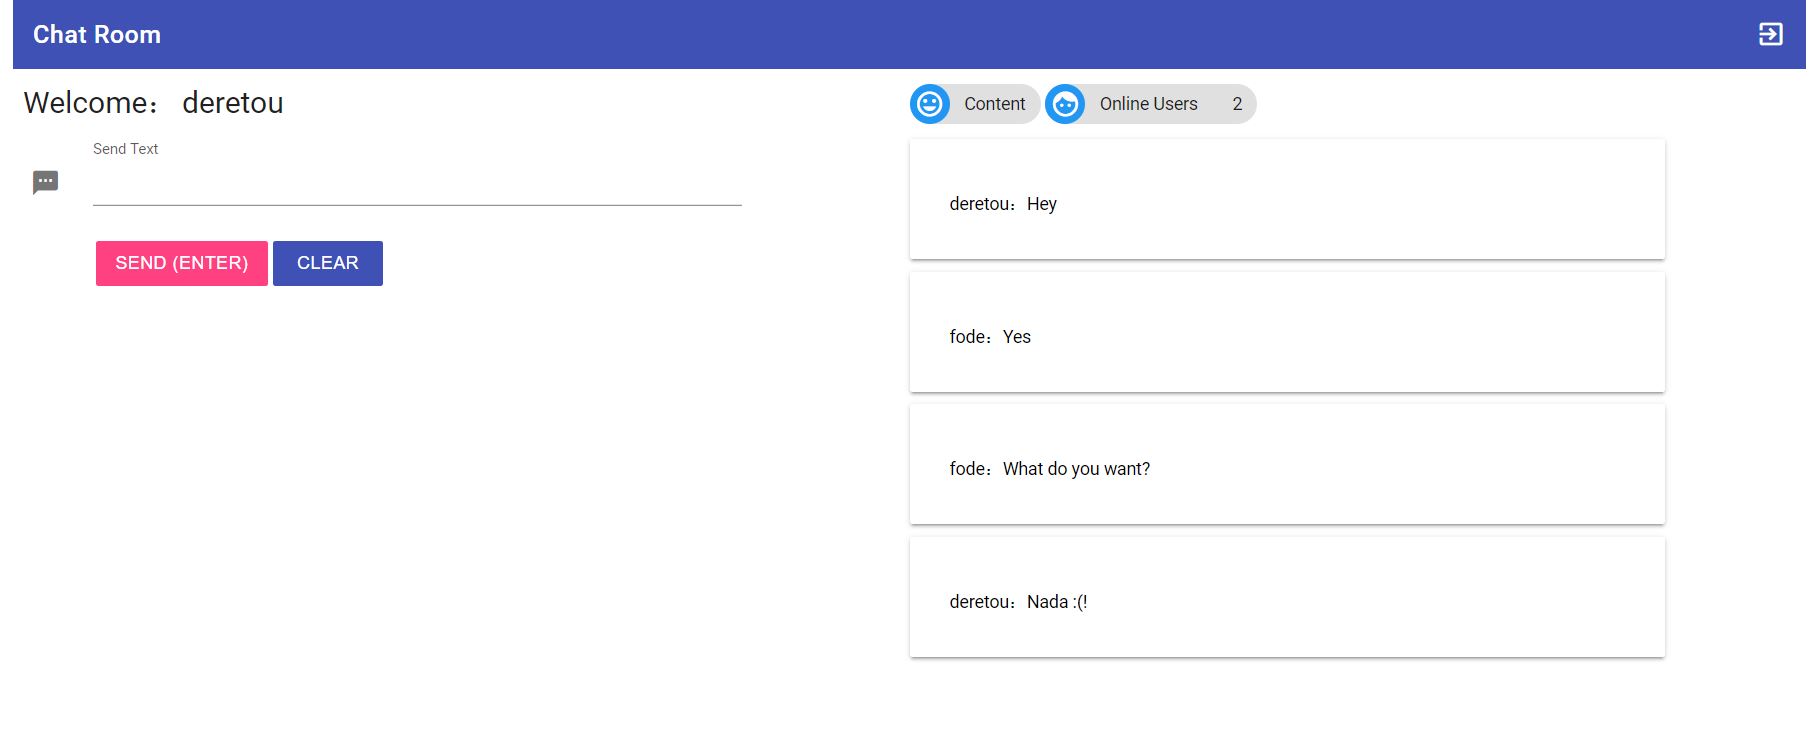 Chat Room
Welcome： deretou
Send Text
SEND (ENTER)
CLEAR
Content
Online Users 2
deretou：Hey
fode：Yes
fode：What do you want?
deretou：Nada :(!